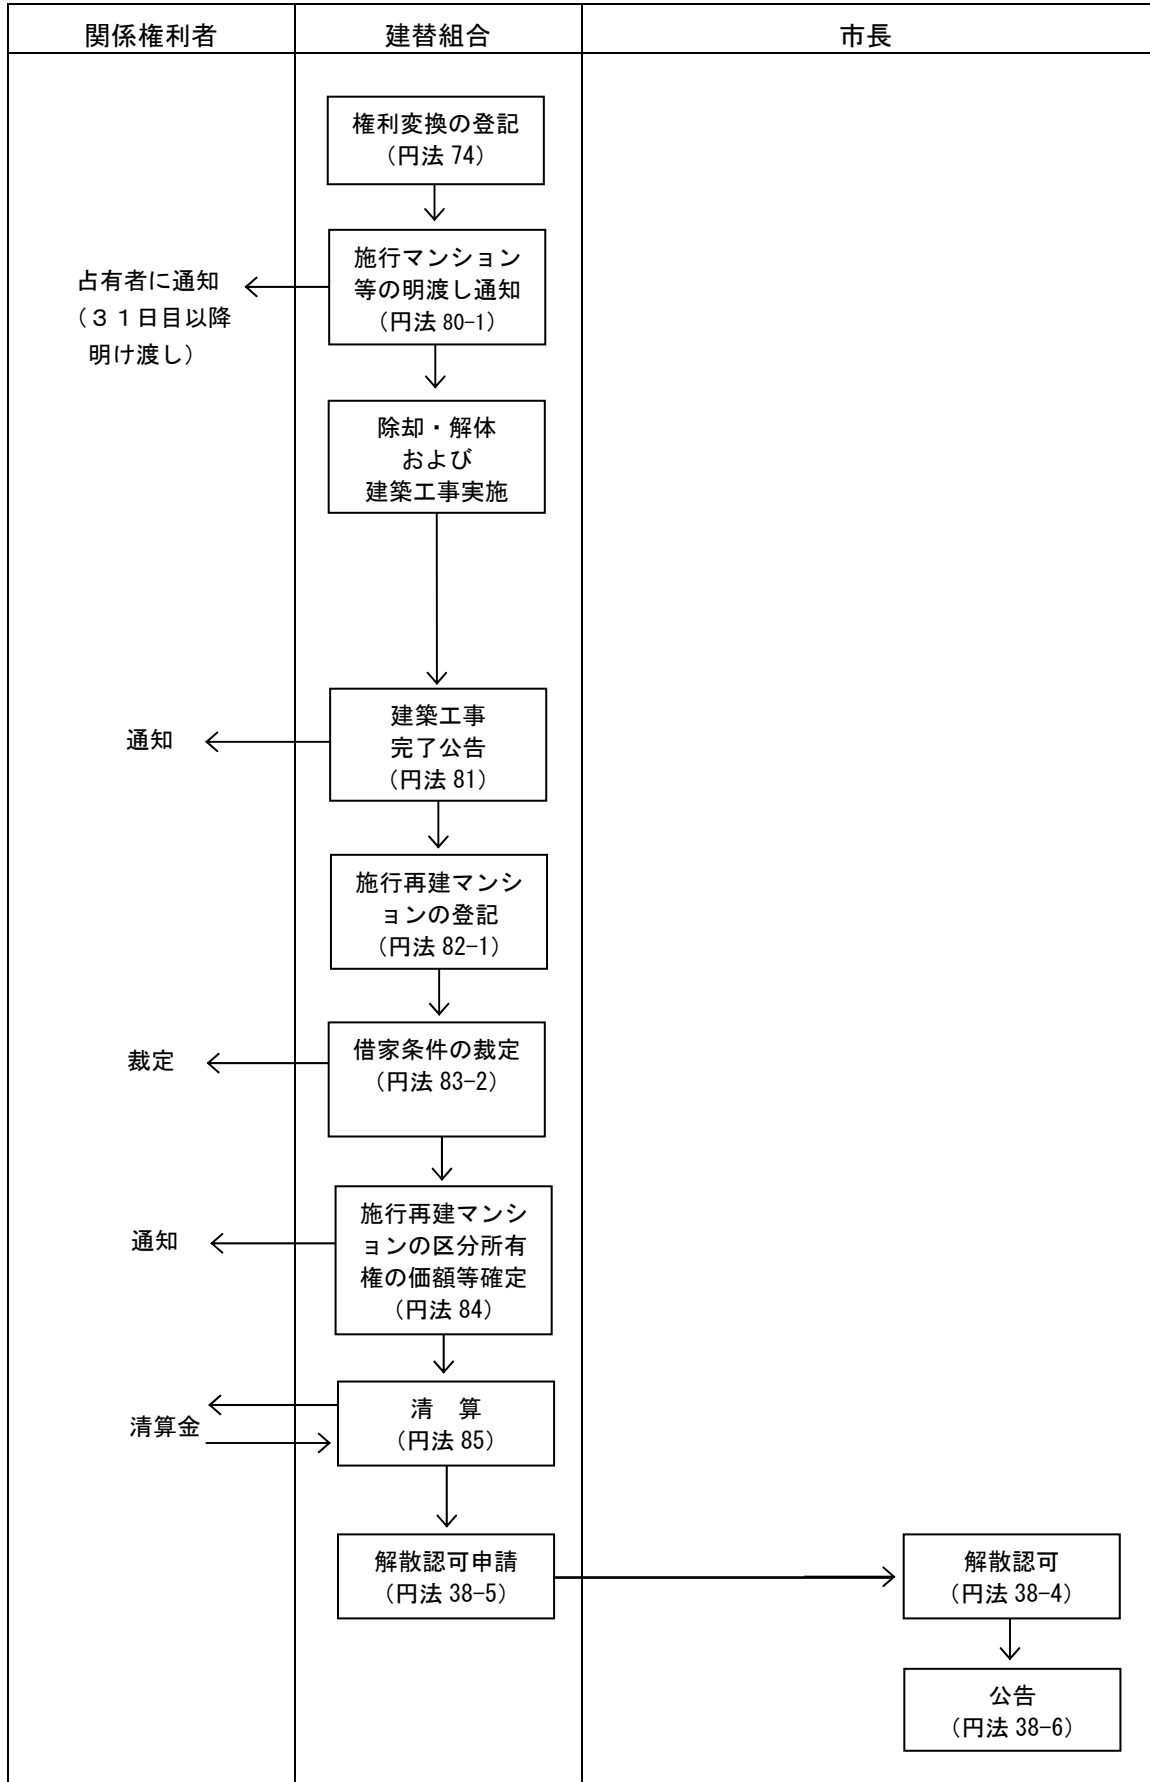 関係権利者
建替組合
市長
権利変換の登記
（円法 74）
施行マンション
等の明渡し通知
（円法 80-1）
占有者に通知
（３１日目以降
明け渡し）
除却・解体
および
建築工事実施
建築工事
完了公告
（円法 81）
通知
施行再建マンシ
ョンの登記
（円法 82-1）
借家条件の裁定
（円法 83-2）
裁定
施行再建マンシ
ョンの区分所有
権の価額等確定
（円法 84）
通知
清　算
（円法 85）
清算金
解散認可申請
（円法 38-5）
解散認可
（円法 38-4）
公告
（円法 38-6）